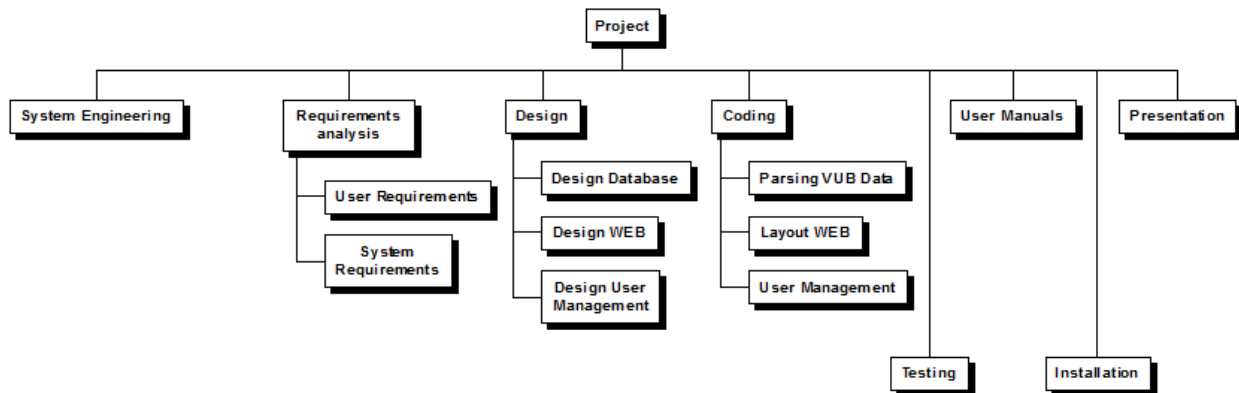 Project
System Engineering
Requirements
analysis
Design
Coding
User Manuals
Presentation
User Requirements
System
Requirements
Design Database
Design WEB
Design User
Management
Parsing VUB Data
Layout WEB
User Management
Testing
Installation